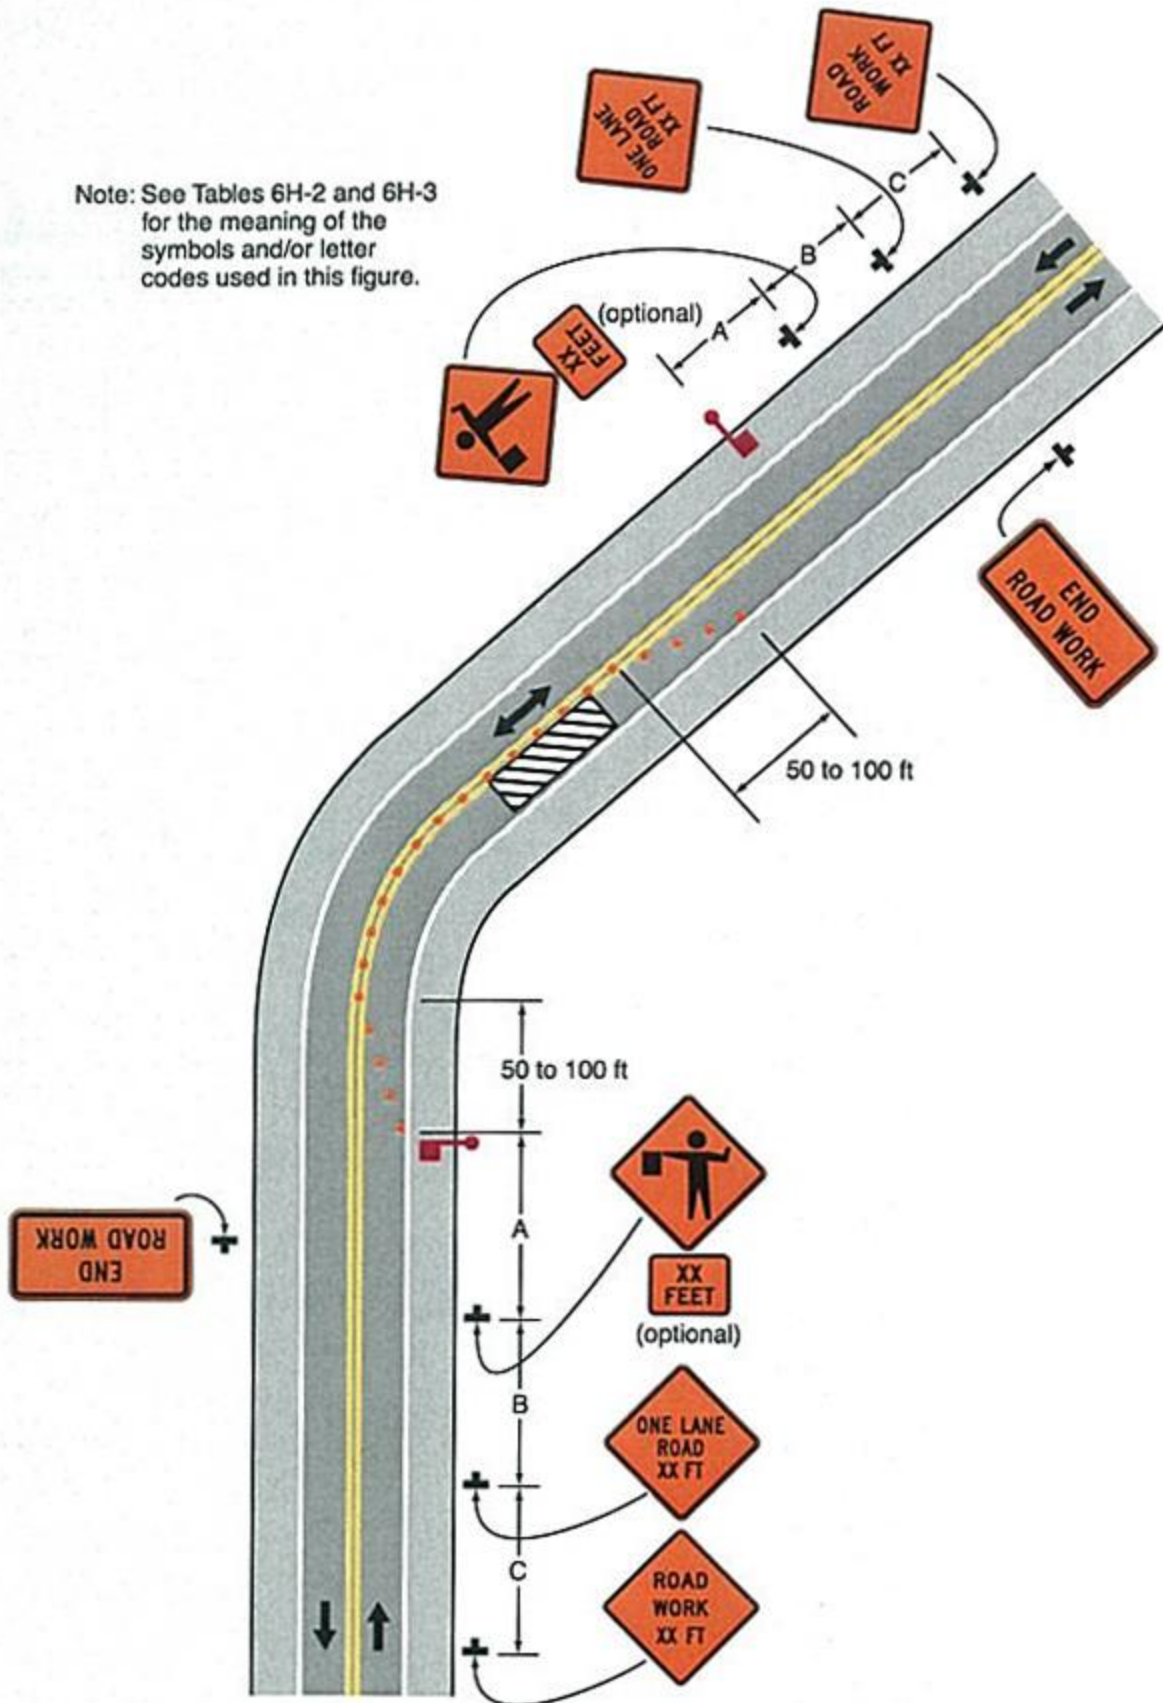 ROAD
WORK
XX FT
ONE LANE
ROAD
XX FT
C
Note: See Tables 6H-2 and 6H-3
for the meaning of the
symbols and/or letter
codes used in this figure.
B
(optional)
XX
FEET
A
END
ROAD WORK
50 to 100 ft
50 to 100 ft
A
END
ROAD WORK
XX
FEET
(optional)
B
ONE LANE
ROAD
XX FT
C
ROAD
WORK
XX FT